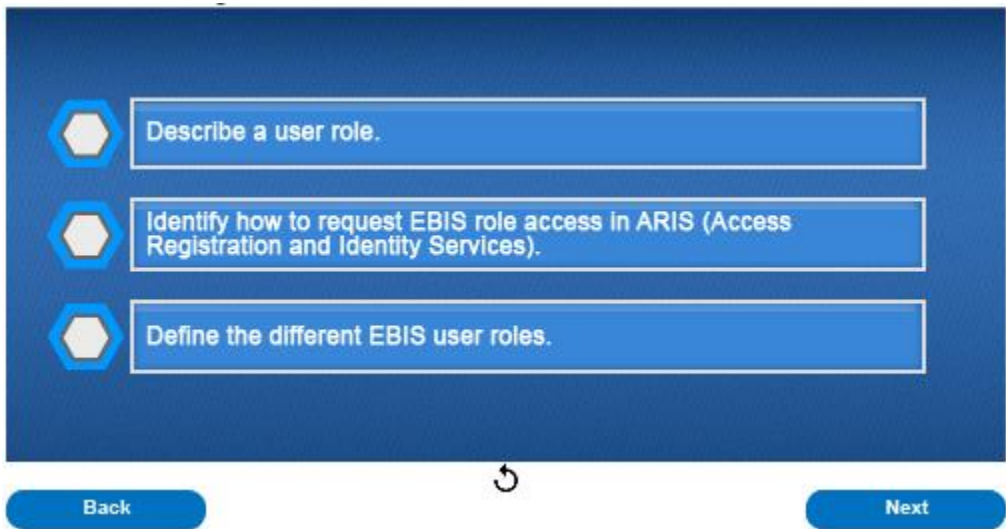 Describe a user role.
Identify how to request EBIS role access in ARIS (Access
Registration and Identity Services).
Define the different EBIS user roles.
Back
Next